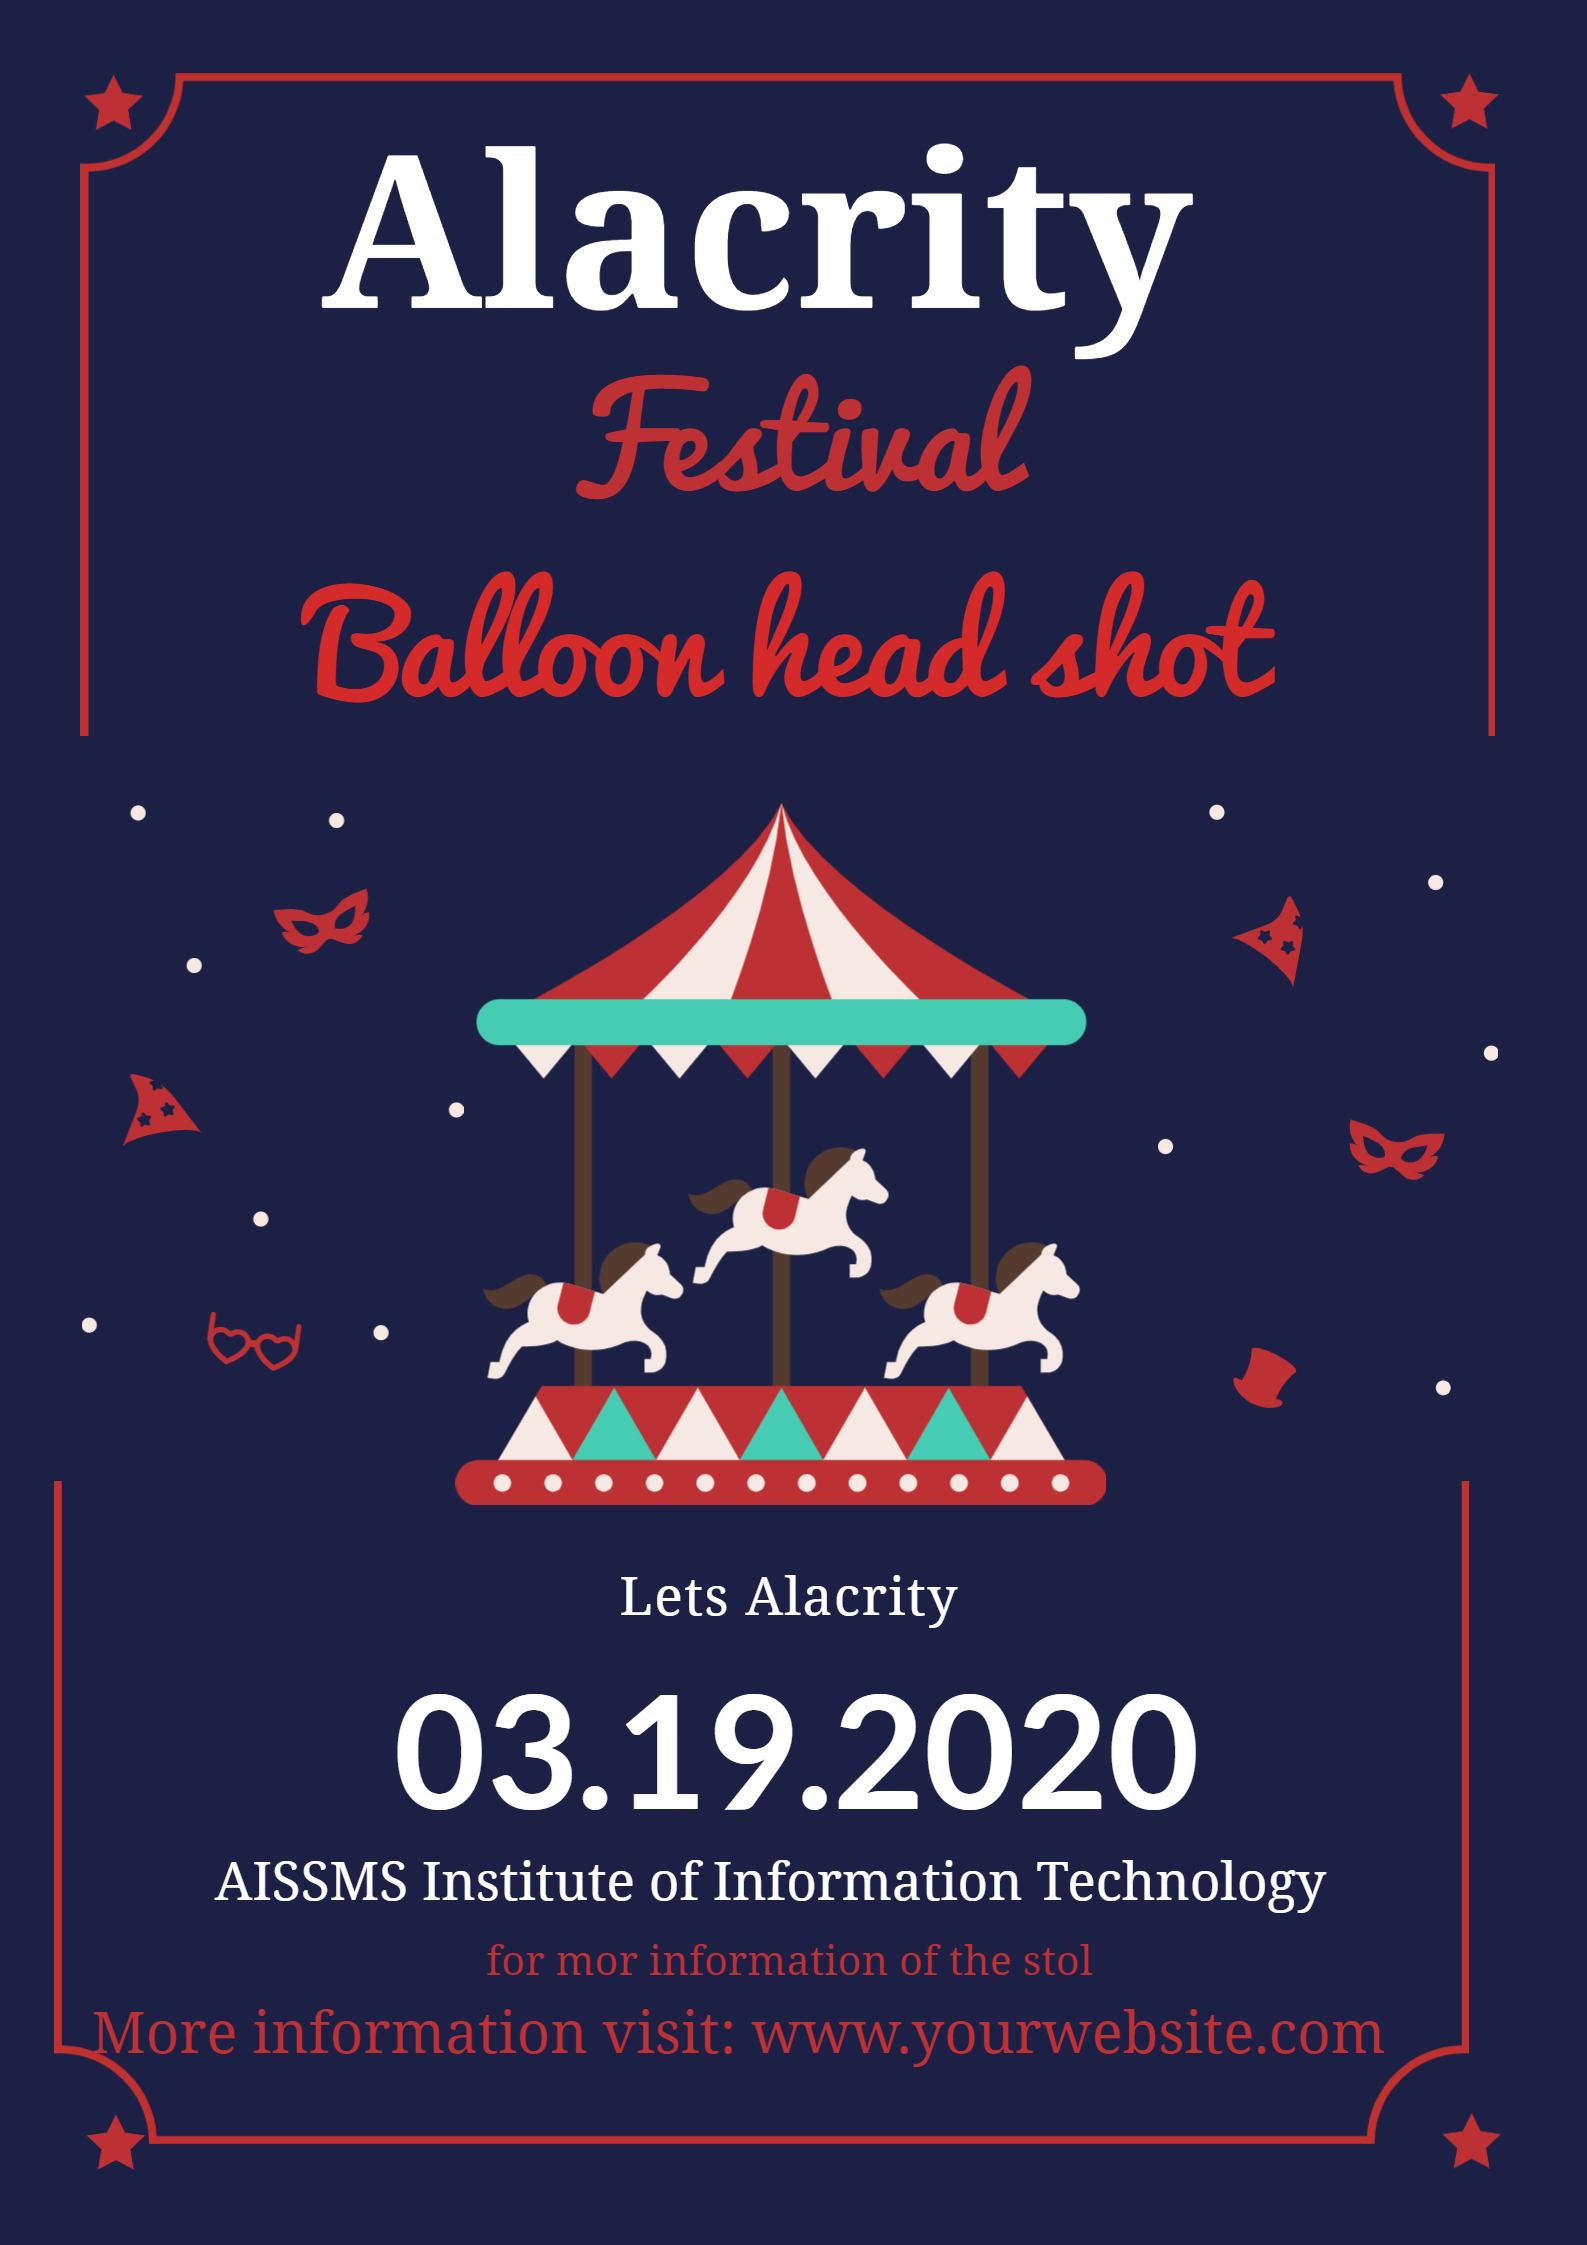 Alacrity
Festival
Balloon head shot
Lets Alacrity
03.19.2020
AISSMS Institute of Information Technology
for mor information of the stol
More information visit: www.yourwebsite.com